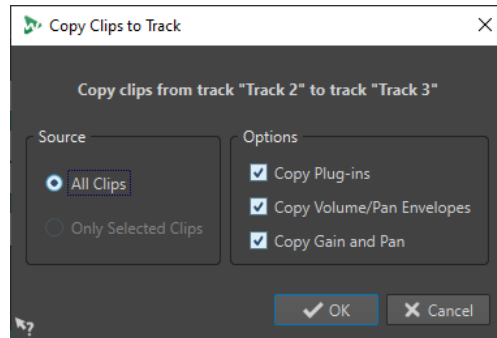 Copy Clips to Track
Copy clips from track "Track 2" to track "Track 3"
Source
All Clips
Only Selected Clips
Options
Copy Plug-ins
Copy Volume/Pan Envelopes
Copy Gain and Pan
OK
Cancel